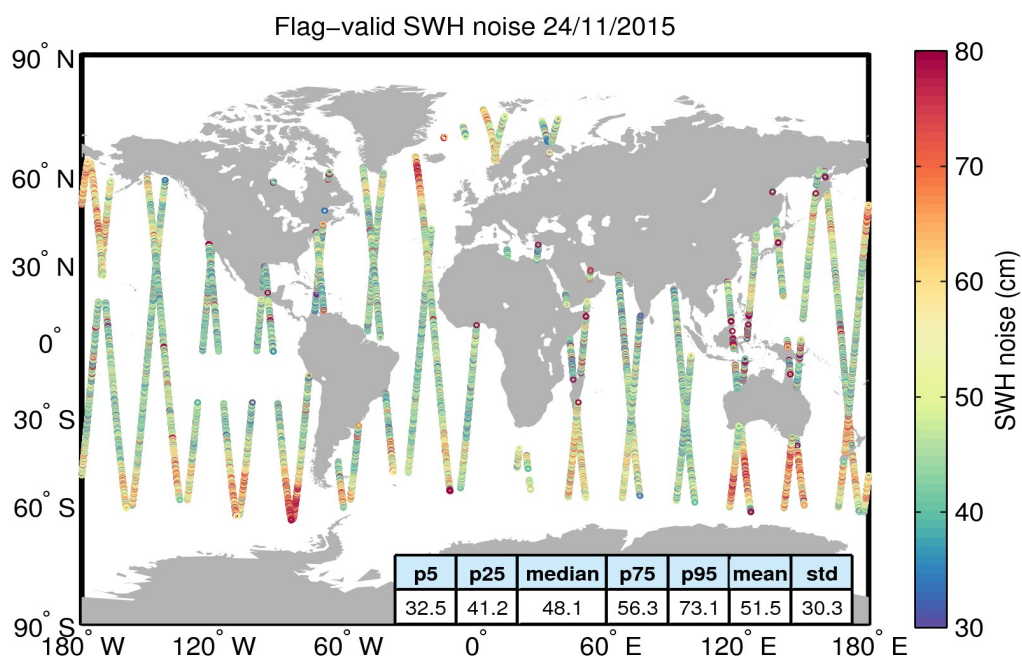 Flag−valid SWH noise 24/11/2015
90° N
60° N
30° N
0°
30° S
60° S
90° S
180° W
120° W
60° W
0°
60° E
120° E
180° E
80
70
60
50
40
30
SWH noise (cm)
p5 p25 median p75 p95 mean std
32.5 41.2 48.1 56.3 73.1 51.5 30.3